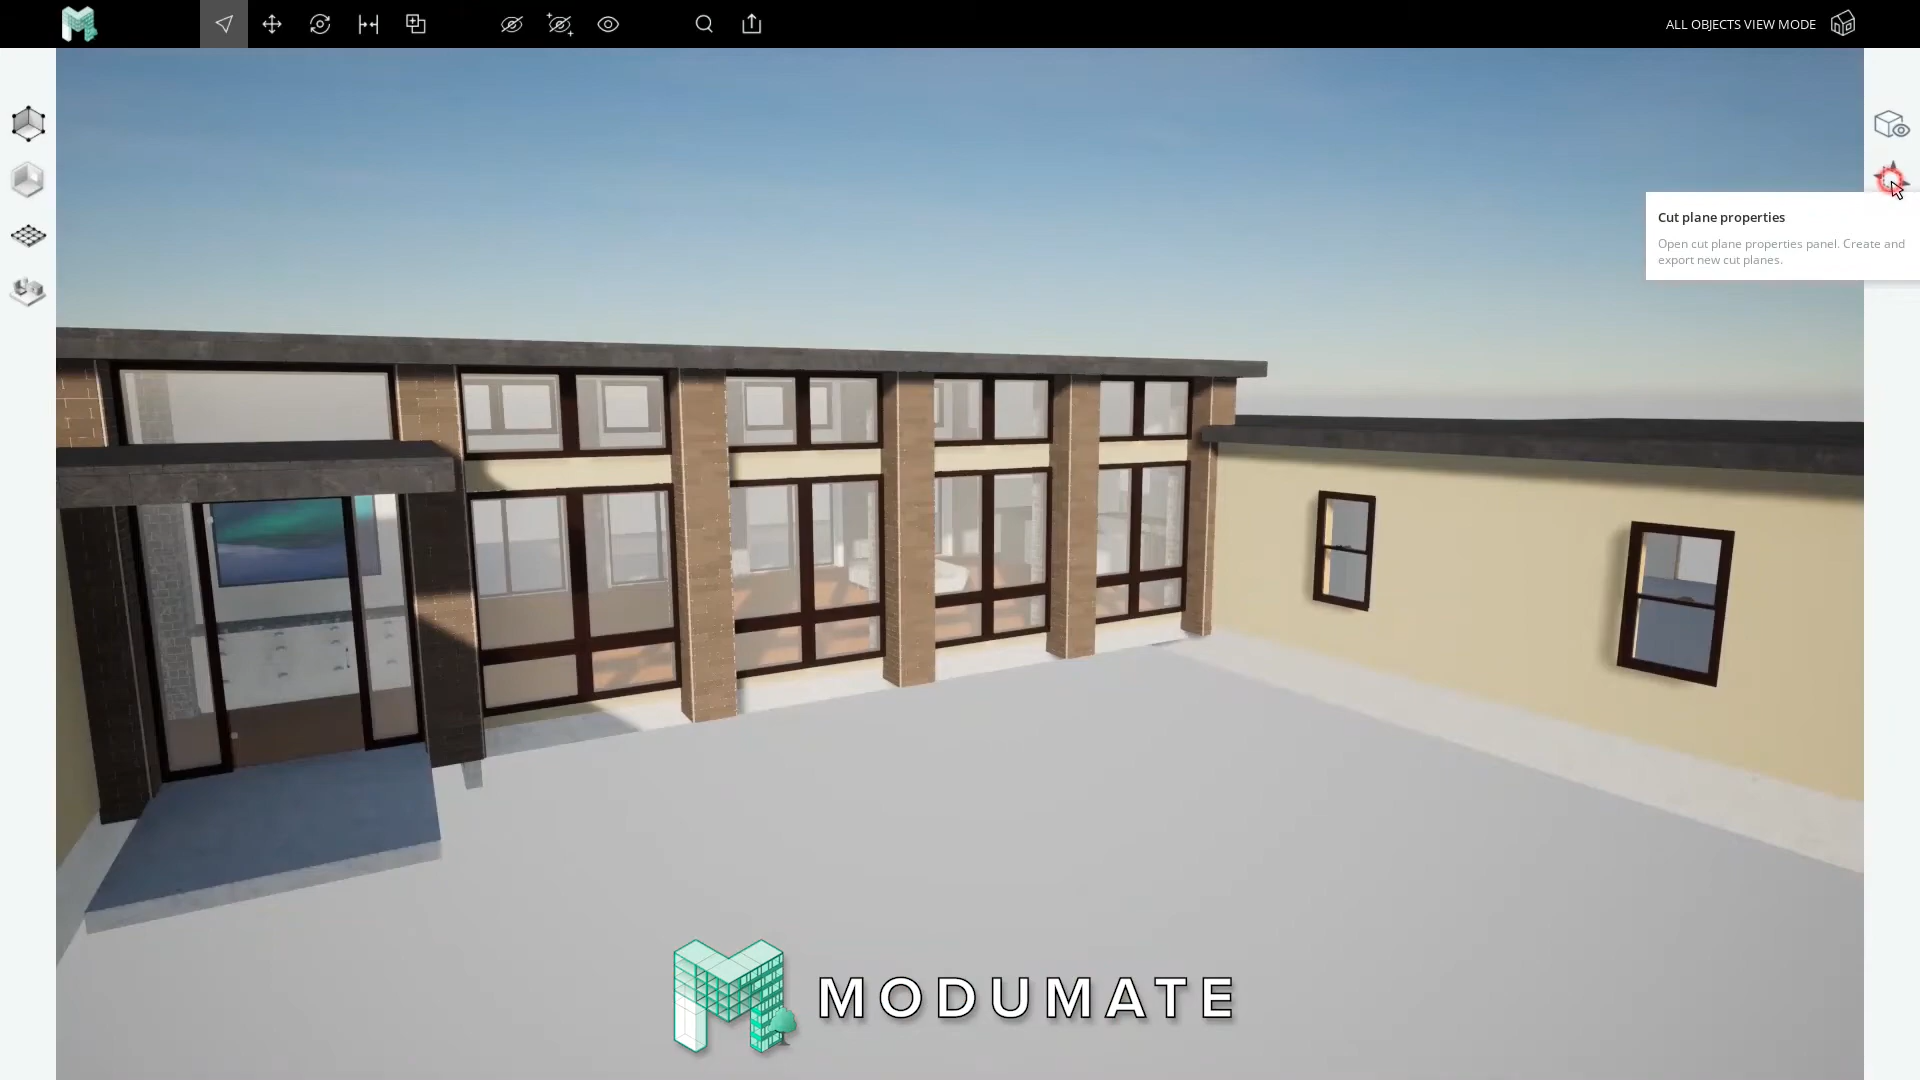 ALL OBJECTS VIEW MODE
Cut plane properties
Open cut plane properties panel. Create and
export new cut planes.
MODUMATE